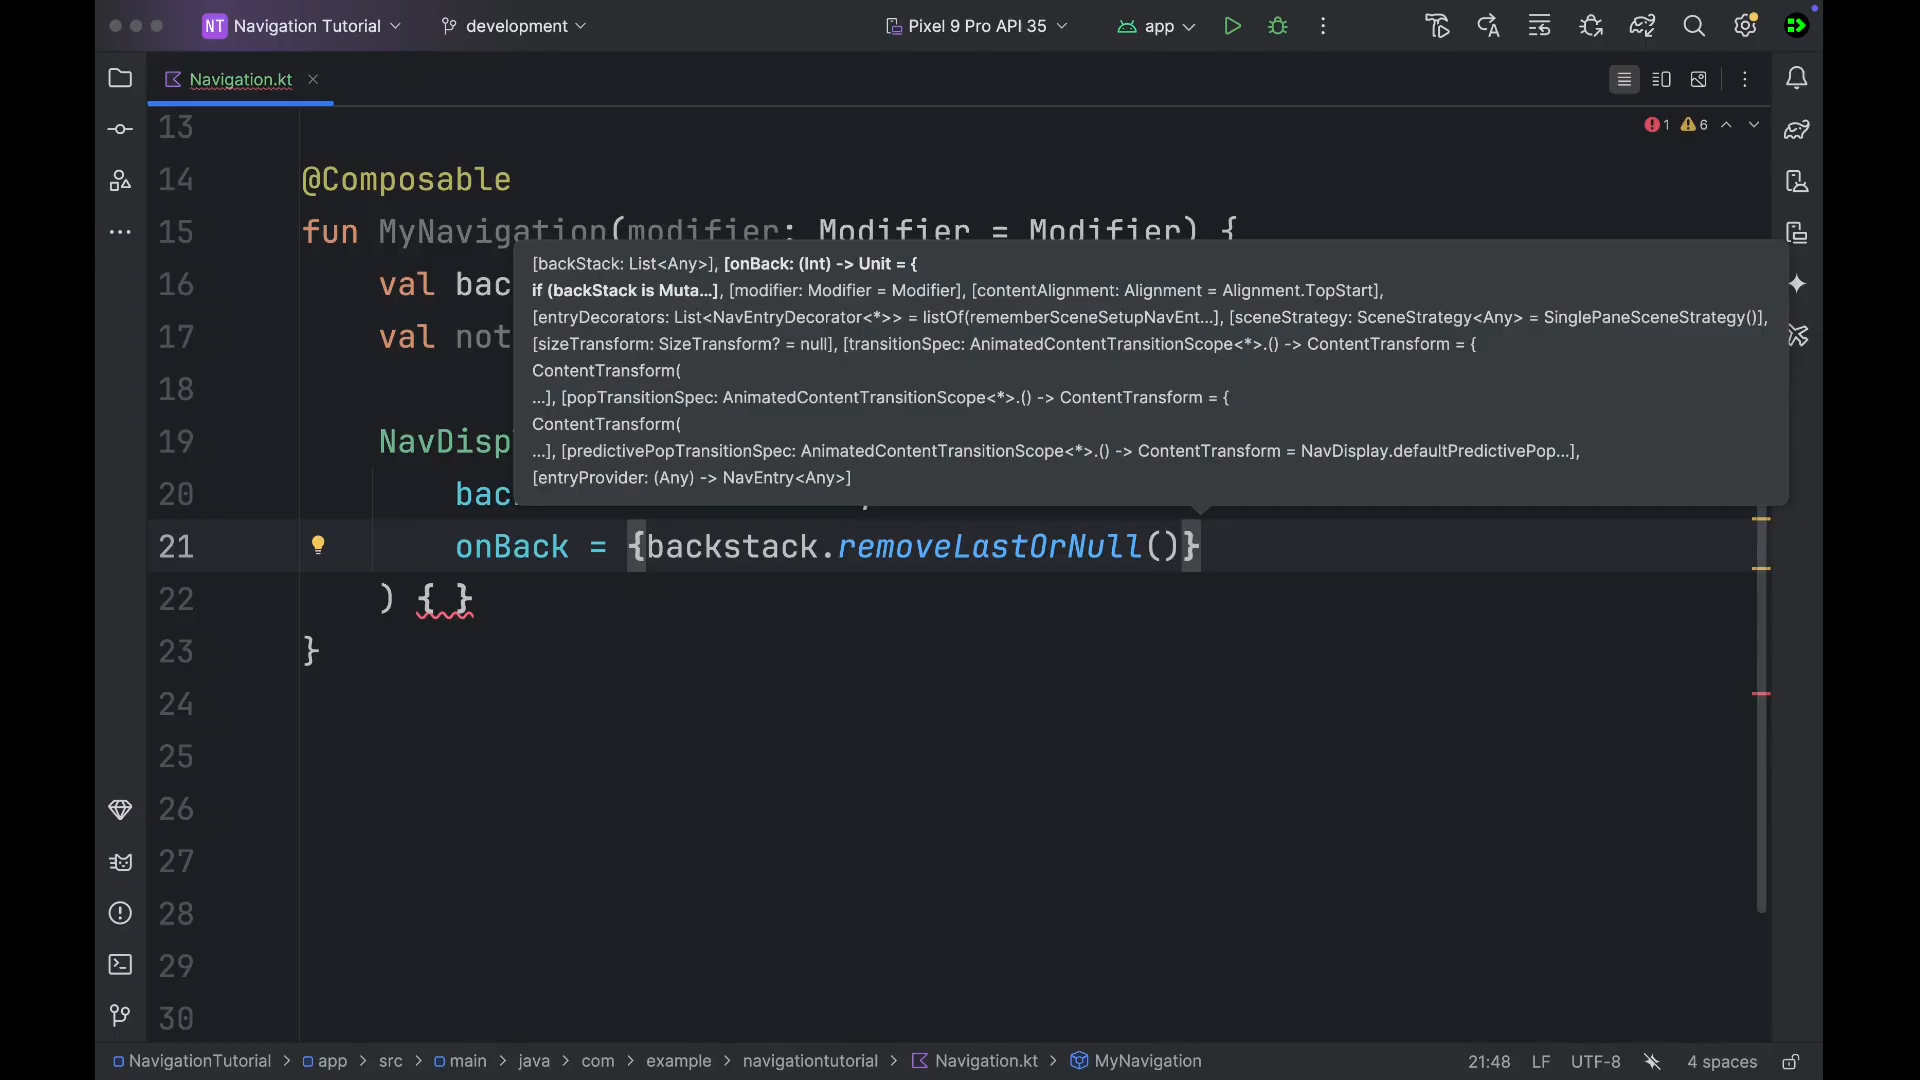 NT Navigation Tutorial development Pixel 9 Pro API 35 app
Navigation.kt
1 6
13
14 @Composable
15 fun MyNavigation(modifier: Modifier = Modifier) {
16 val bac
17 val not
18
19 NavDisp
20 bac
21 onBack = {backstack.removeLastOrNull()}
22 ) { }
23 }
24
25
26
27
28
29
30
[backStack: List<Any>], [onBack: (Int) -> Unit = {
if (backStack is Muta...], [modifier: Modifier = Modifier], [contentAlignment: Alignment = Alignment.TopStart],
[entryDecorators: List<NavEntryDecorator<*>> = listOf(rememberSceneSetupNavEnt...], [sceneStrategy: SceneStrategy<Any> = SinglePaneSceneStrategy()],
[sizeTransform: SizeTransform? = null], [transitionSpec: AnimatedContentTransitionScope<*>.() -> ContentTransform = {
ContentTransform(
...], [popTransitionSpec: AnimatedContentTransitionScope<*>.() -> ContentTransform = {
ContentTransform(
...], [predictivePopTransitionSpec: AnimatedContentTransitionScope<*>.() -> ContentTransform = NavDisplay.defaultPredictivePop...],
[entryProvider: (Any) -> NavEntry<Any>]
NavigationTutorial > app > src > main > java > com > example > navigationtutorial > Navigation.kt > MyNavigation 21:48 LF UTF-8 4 spaces